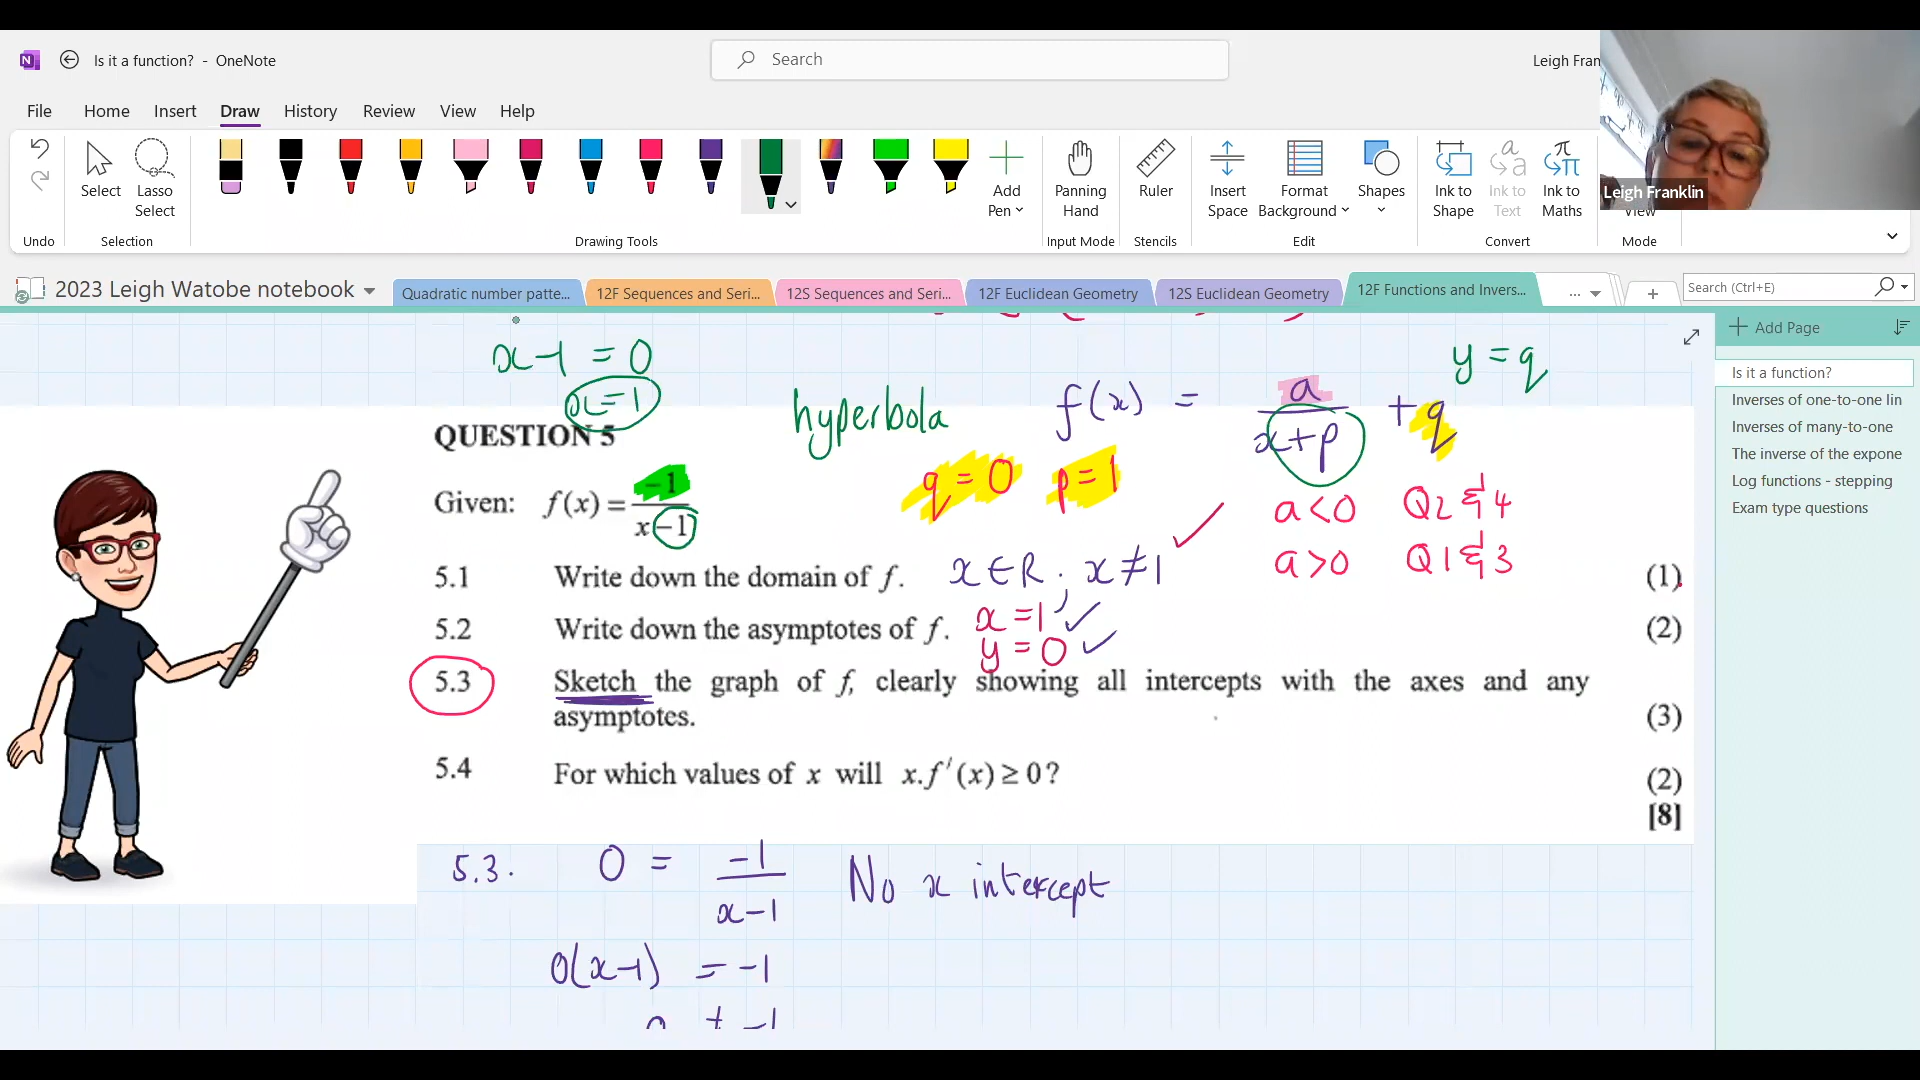 Is it a function? - OneNote
Search
Leigh Fran
File Home Insert Draw History Review View Help
Select
Lasso
Select
Add
Pen
Panning
Hand
Ruler
Insert
Space
Format
Background
Shapes
Ink to
Shape
Ink to
Text
Ink to
Maths
View
Leigh Franklin
Undo
Selection
Drawing Tools
Input Mode
Stencils
Edit
Convert
Mode
2023 Leigh Watobe notebook
Quadratic number patte...
12F Sequences and Seri...
12S Sequences and Seri...
12F Euclidean Geometry
12S Euclidean Geometry
12F Functions and Invers...
...
Search (Ctrl+E)
Add Page
Is it a function?
Inverses of one-to-one lin
Inverses of many-to-one
The inverse of the expone
Log functions - stepping
Exam type questions
x-1 = 0
x=1
hyperbola
f(x) = a/(x+p) + q
y = q
QUESTION 5
q = 0 p = 1
Given: f(x) = -1/(x-1)
a<0 Q2 & 4
a>0 Q1 & 3
5.1 Write down the domain of f. x ∈ R ; x ≠ 1 ✓ (1)
5.2 Write down the asymptotes of f. x = 1 ✓ (2)
y = 0 ✓
5.3 Sketch the graph of f, clearly showing all intercepts with the axes and any
asymptotes. (3)
5.4 For which values of x will x.f′(x) ≥ 0? (2)
[8]
5.3. 0 = -1/(x-1) No x intercept
0(x-1) = -1